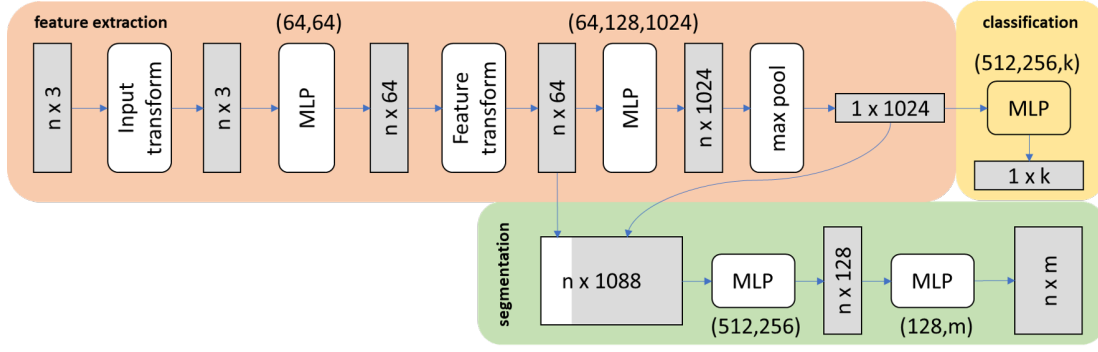 feature extraction
(64,64)
(64,128,1024)
classification
n x 3
Input
transform
n x 3
MLP
n x 64
Feature
transform
n x 64
MLP
n x 1024
max pool
1 x 1024
(512,256,k)
MLP
1 x k
segmentation
n x 1088
MLP
(512,256)
n x 128
MLP
(128,m)
n x m